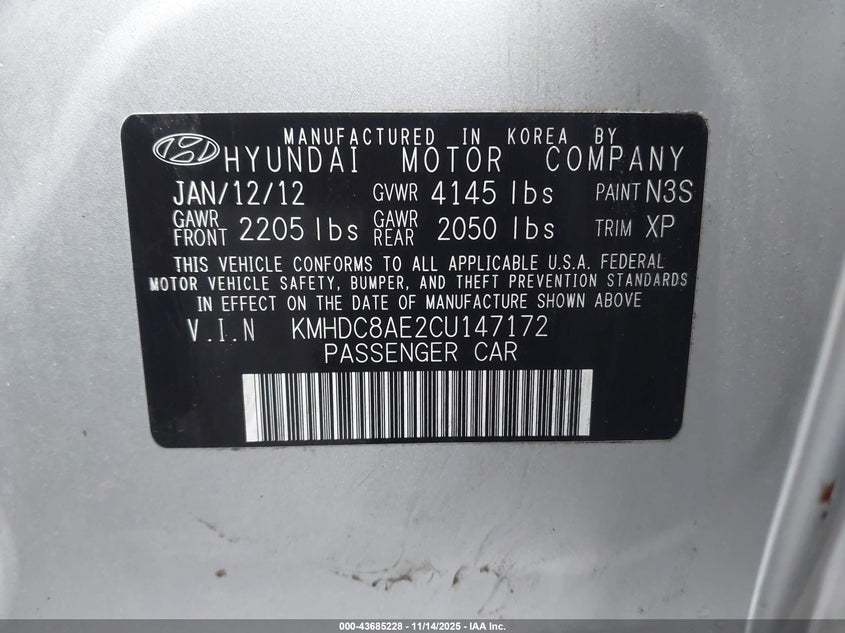 MANUFACTURED IN KOREA BY
HYUNDAI MOTOR COMPANY
JAN/12/12 GVWR 4145 lbs PAINT N3S
GAWR FRONT 2205 lbs GAWR REAR 2050 lbs TRIM XP
THIS VEHICLE CONFORMS TO ALL APPLICABLE U.S.A. FEDERAL
MOTOR VEHICLE SAFETY, BUMPER, AND THEFT PREVENTION STANDARDS
IN EFFECT ON THE DATE OF MANUFACTURE SHOWN ABOVE
V.I.N KMHDC8AE2CU147172
PASSENGER CAR
000-43685228 - 11/14/2025 - IAA Inc.